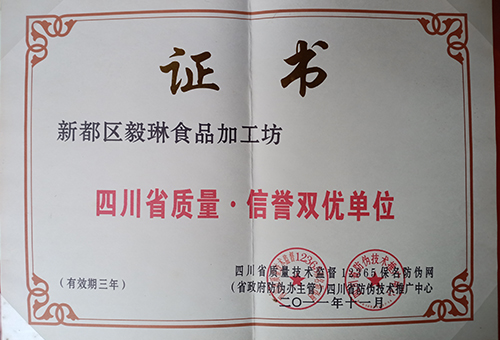 证书
新都区毅琳食品加工坊
四川省质量·信誉双优单位
四川省质量技术监督12365保名防伪网
(有效期三年)
(省政府防伪办主管)四川省防伪技术推广中心
二〇一一年十一月